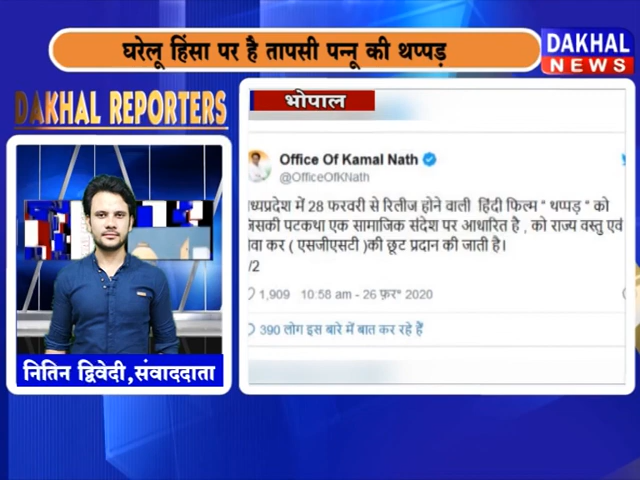 घरेलू हिंसा पर है तापसी पन्नू की थप्पड़
DAKHAL
NEWS
DAKHAL REPORTERS
भोपाल
Office Of Kamal Nath
@OfficeOfKNath
ध्यप्रदेश में 28 फरवरी से रिलीज होने वाली हिंदी फिल्म " थप्पड़ " को
जिसकी पटकथा एक सामाजिक संदेश पर आधारित है , को राज्य वस्तु एवं
वा कर ( एसजीएसटी )की छूट प्रदान की जाती है।
/2
1,909 10:58 am - 26 फ़र॰ 2020
390 लोग इस बारे में बात कर रहे हैं
नितिन द्विवेदी,संवाददाता